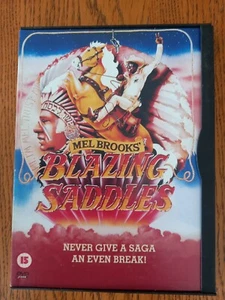 MEL BROOKS'
BLAZING
SADDLES
NEVER GIVE A SAGA
AN EVEN BREAK!
15